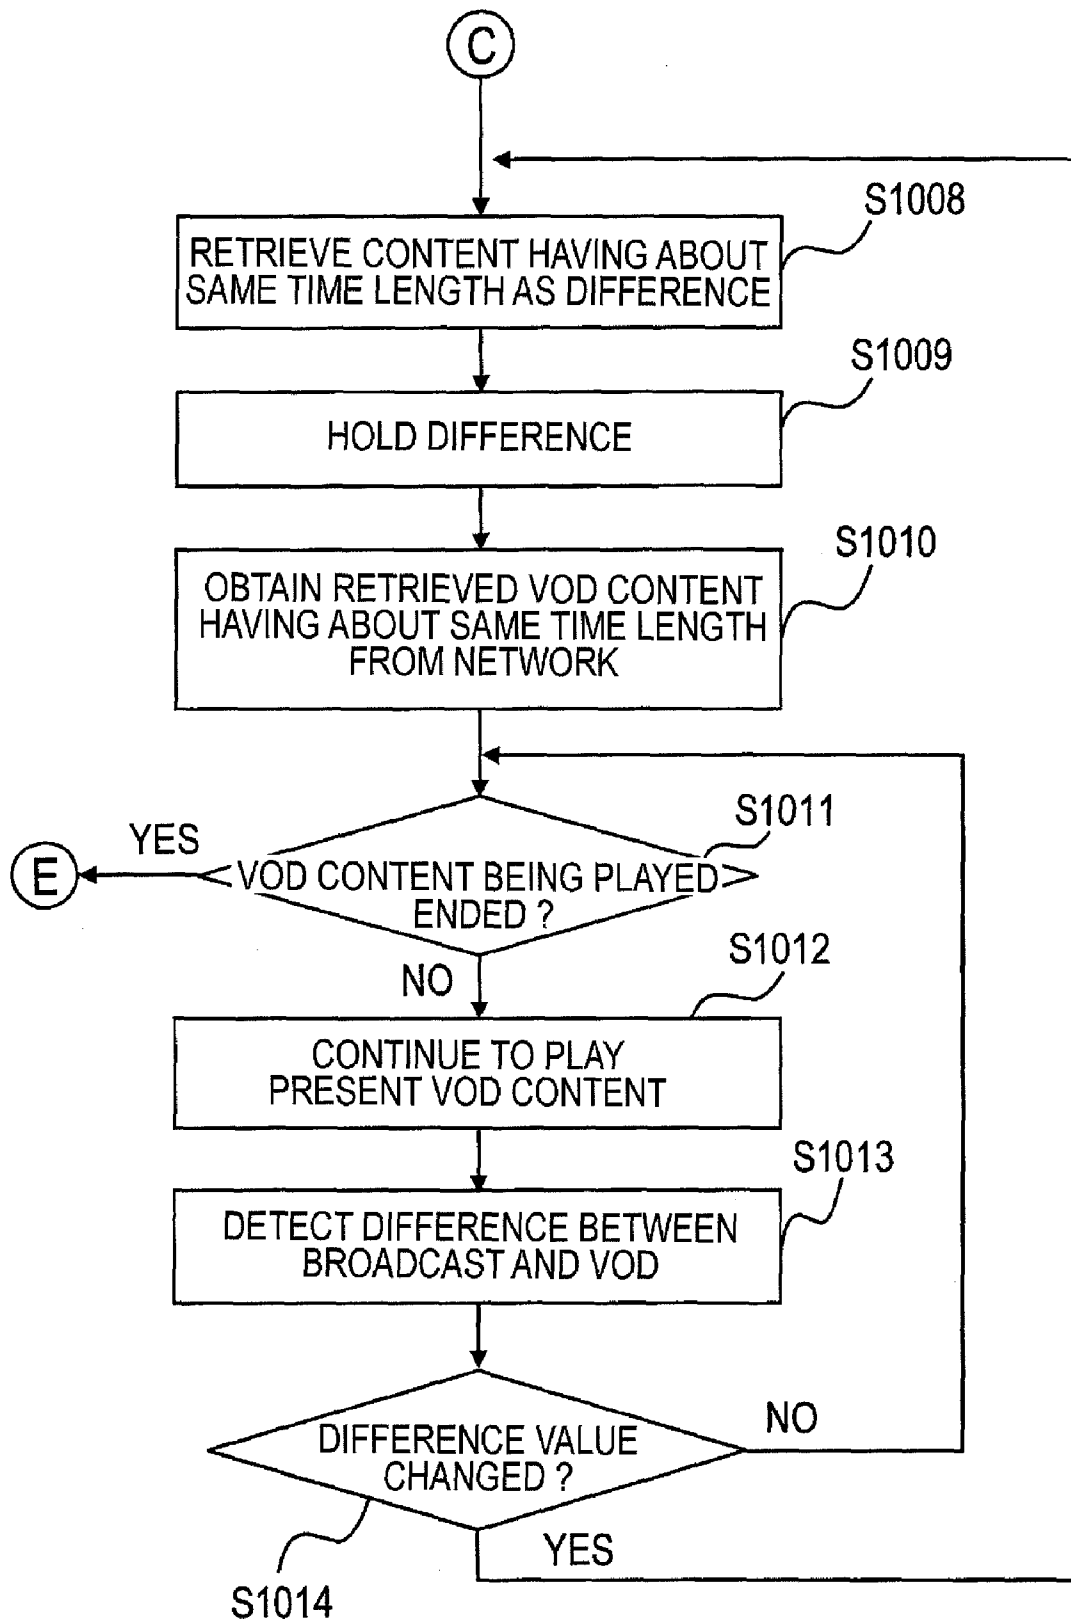 C
S1008
RETRIEVE CONTENT HAVING ABOUT
SAME TIME LENGTH AS DIFFERENCE
S1009
HOLD DIFFERENCE
S1010
OBTAIN RETRIEVED VOD CONTENT
HAVING ABOUT SAME TIME LENGTH
FROM NETWORK
S1011
YES
E
VOD CONTENT BEING PLAYED
ENDED ?
NO
S1012
CONTINUE TO PLAY
PRESENT VOD CONTENT
S1013
DETECT DIFFERENCE BETWEEN
BROADCAST AND VOD
NO
DIFFERENCE VALUE
CHANGED ?
YES
S1014